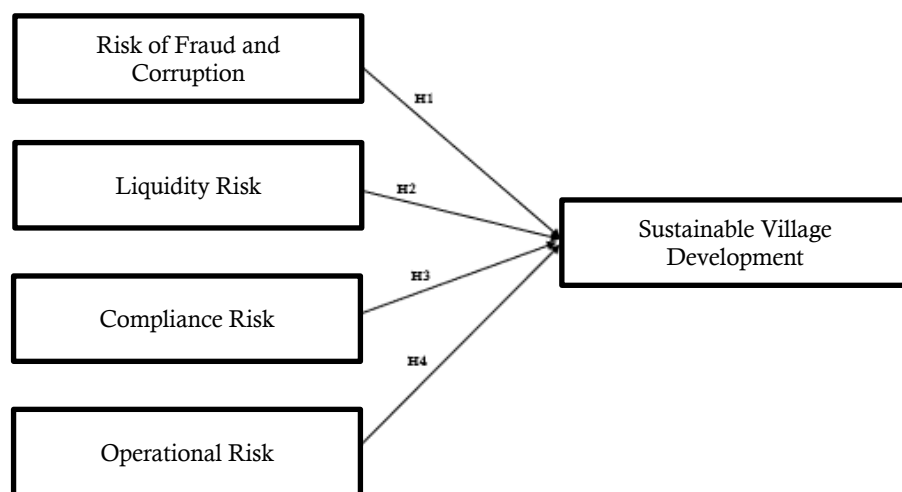 Risk of Fraud and
Corruption
H1
Liquidity Risk
H2
Sustainable Village
Development
Compliance Risk
H3
H4
Operational Risk